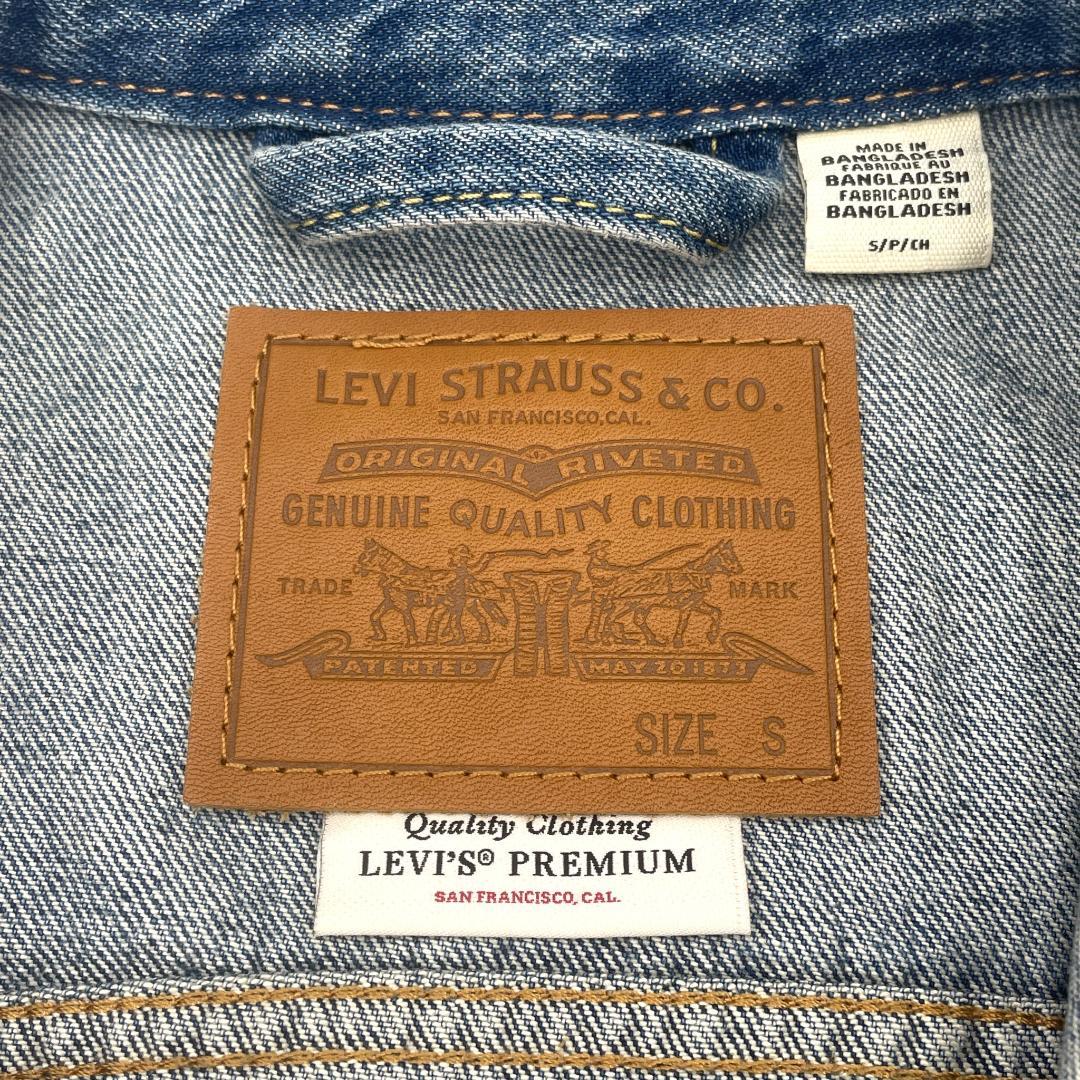 MADE IN
BANGLADESH
FABRIQUE AU
BANGLADESH
FABRICADO EN
BANGLADESH
S/P/CH
LEVI STRAUSS & CO.
SAN FRANCISCO, CAL.
ORIGINAL RIVETED
GENUINE QUALITY CLOTHING
TRADE MARK
PATENTED MAY 20 1873
SIZE S
Quality Clothing
LEVI'S® PREMIUM
SAN FRANCISCO, CAL.